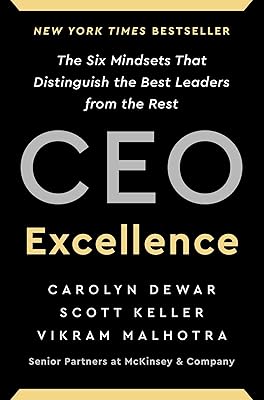 NEW YORK TIMES BESTSELLER
The Six Mindsets That
Distinguish the Best Leaders
from the Rest
CEO
Excellence
CAROLYN DEWAR
SCOTT KELLER
VIKRAM MALHOTRA
Senior Partners at McKinsey & Company